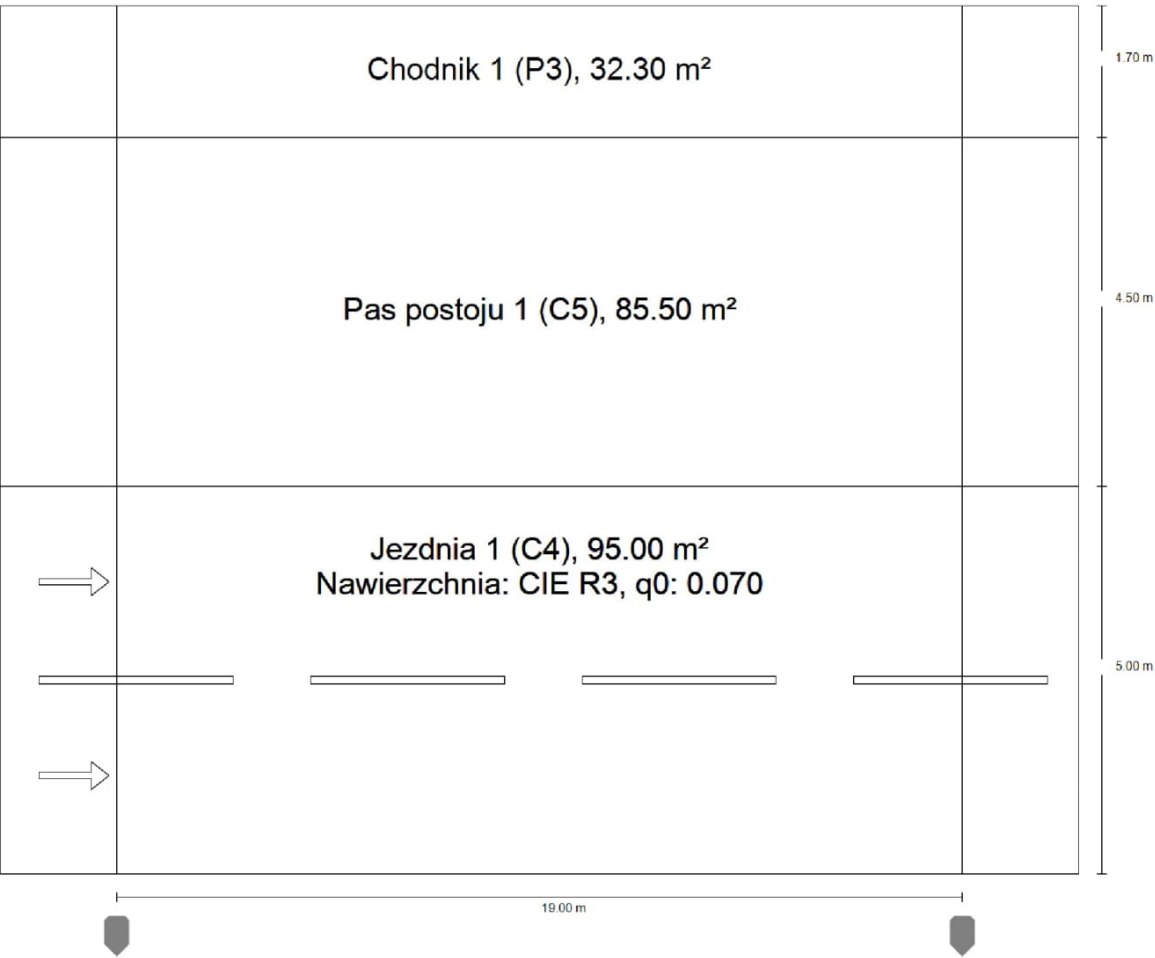 Chodnik 1 (P3), 32.30 m²
1.70 m
Pas postoju 1 (C5), 85.50 m²
4.50 m
Jezdnia 1 (C4), 95.00 m²
Nawierzchnia: CIE R3, q0: 0.070
5.00 m
19.00 m